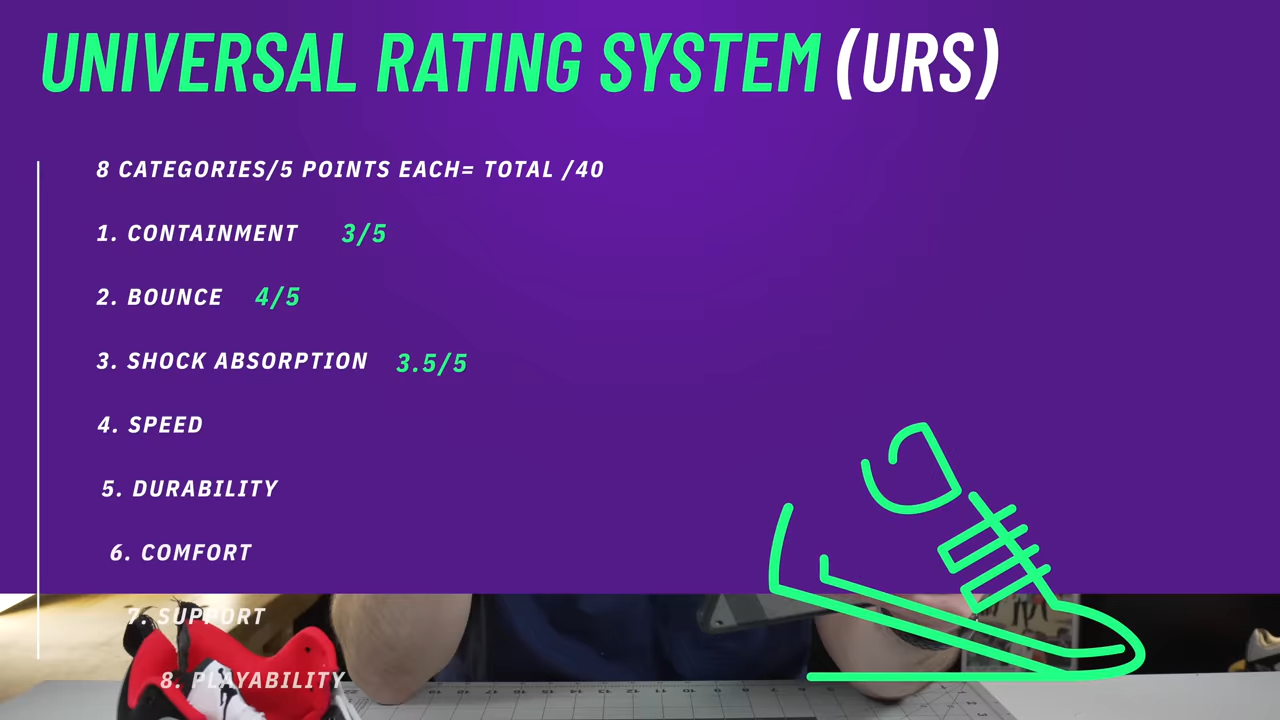 UNIVERSAL RATING SYSTEM (URS)
8 CATEGORIES/5 POINTS EACH= TOTAL /40
1. CONTAINMENT 3/5
2. BOUNCE 4/5
3. SHOCK ABSORPTION 3.5/5
4. SPEED
5. DURABILITY
6. COMFORT
7. SUPPORT
8. PLAYABILITY